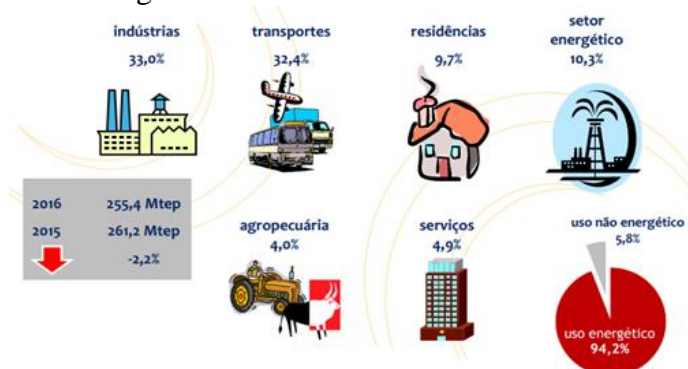 indústrias
33,0%
transportes
32,4%
residências
9,7%
setor
energético
10,3%
2016 255,4 Mtep
2015 261,2 Mtep
-2,2%
agropecuária
4,0%
serviços
4,9%
uso não energético
5,8%
uso energético
94,2%